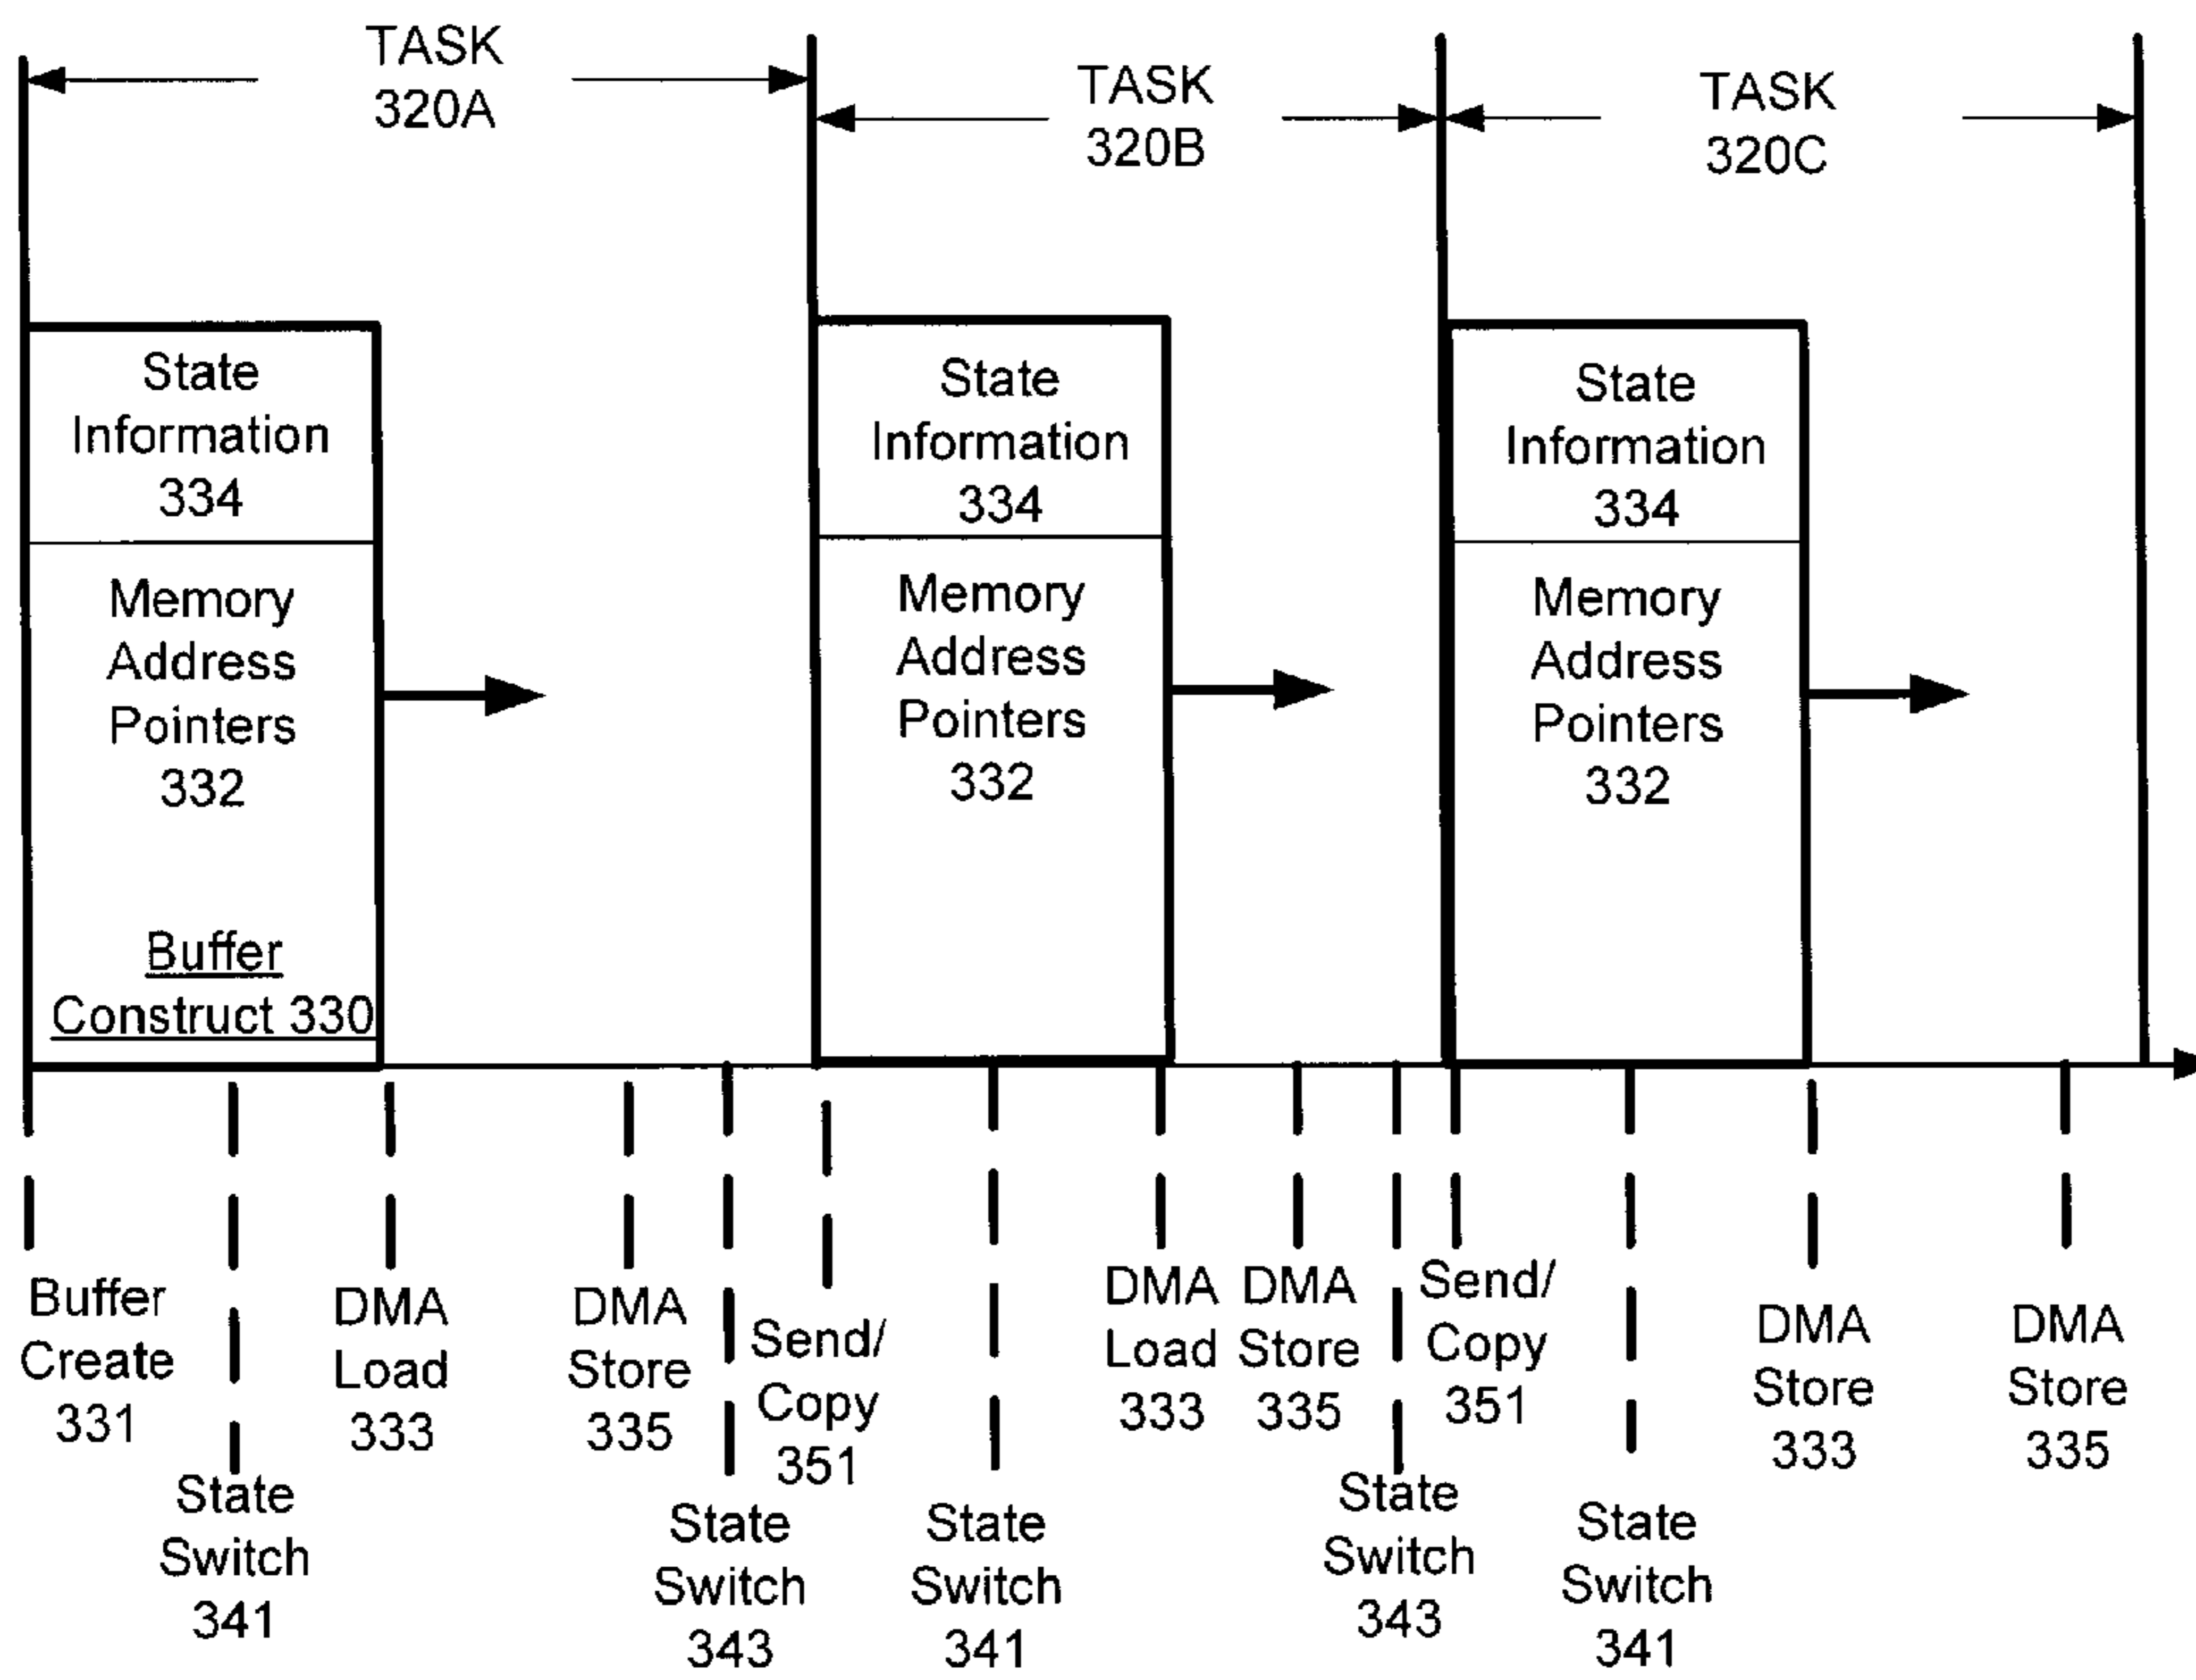 TASK
320A
TASK
320B
TASK
320C
State
Information
334
Memory
Address
Pointers
332
Buffer
Construct 330
State
Information
334
Memory
Address
Pointers
332
State
Information
334
Memory
Address
Pointers
332
Buffer
Create
331
State
Switch
341
DMA
Load
333
DMA
Store
335
State
Switch
343
Send/
Copy
351
State
Switch
341
DMA
Load
333
DMA
Store
335
State
Switch
343
Send/
Copy
351
State
Switch
341
DMA
Store
333
DMA
Store
335